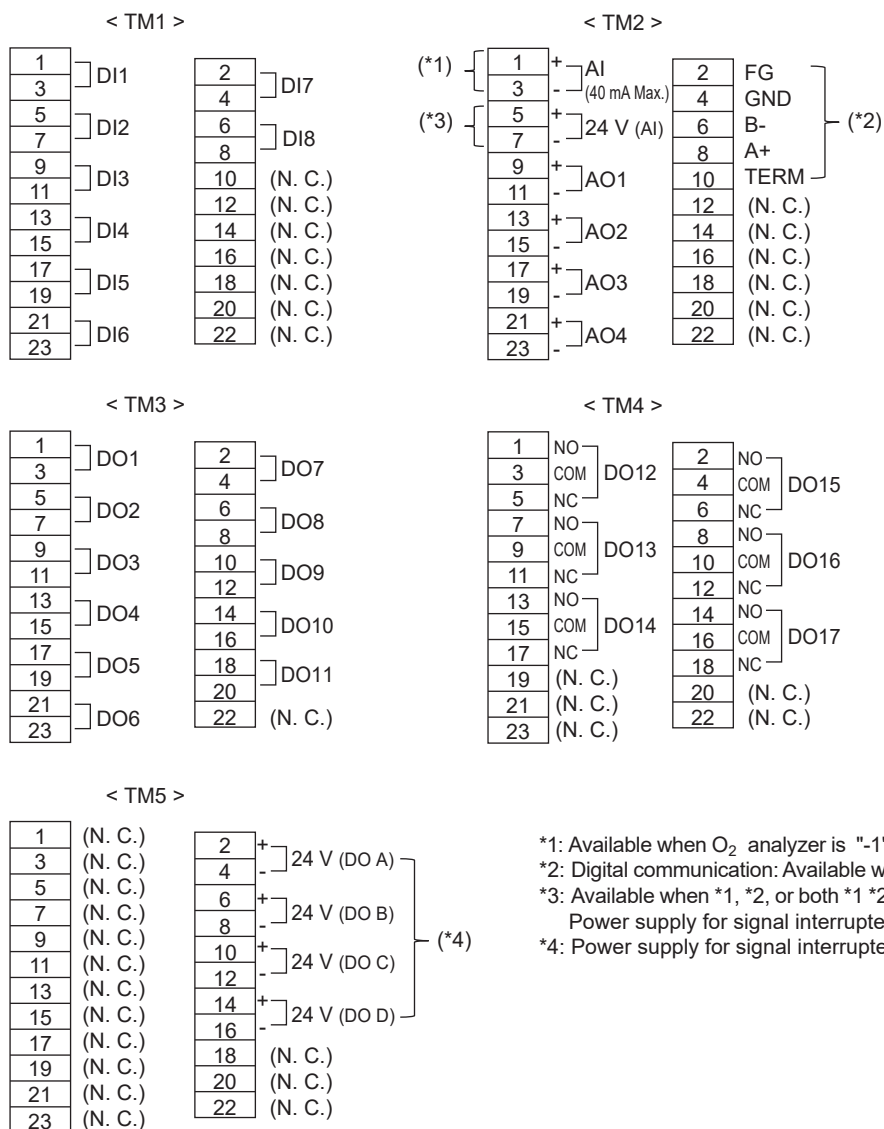 < TM1 >
1
3
DI1
5
7
DI2
9
11
DI3
13
15
DI4
17
19
DI5
21
23
DI6
2
4
DI7
6
8
DI8
10 (N. C.)
12 (N. C.)
14 (N. C.)
16 (N. C.)
18 (N. C.)
20 (N. C.)
22 (N. C.)
< TM2 >
(*1)
1 +
3 -
AI
(40 mA Max.)
(*3)
5 +
7 -
24 V (AI)
9 +
11 -
AO1
13 +
15 -
AO2
17 +
19 -
AO3
21 +
23 -
AO4
2 FG
4 GND
6 B-
8 A+
10 TERM
(*2)
12 (N. C.)
14 (N. C.)
16 (N. C.)
18 (N. C.)
20 (N. C.)
22 (N. C.)
< TM3 >
1
3
DO1
5
7
DO2
9
11
DO3
13
15
DO4
17
19
DO5
21
23
DO6
2
4
DO7
6
8
DO8
10
12
DO9
14
16
DO10
18
20
DO11
22 (N. C.)
< TM4 >
1 NO
3 COM DO12
5 NC
7 NO
9 COM DO13
11 NC
13 NO
15 COM DO14
17 NC
19 (N. C.)
21 (N. C.)
23 (N. C.)
2 NO
4 COM DO15
6 NC
8 NO
10 COM DO16
12 NC
14 NO
16 COM DO17
18 NC
20 (N. C.)
22 (N. C.)
< TM5 >
1 (N. C.)
3 (N. C.)
5 (N. C.)
7 (N. C.)
9 (N. C.)
11 (N. C.)
13 (N. C.)
15 (N. C.)
17 (N. C.)
19 (N. C.)
21 (N. C.)
23 (N. C.)
2 +
4 -
24 V (DO A)
6 +
8 -
24 V (DO B)
10 +
12 -
24 V (DO C)
14 +
16 -
24 V (DO D)
(*4)
18 (N. C.)
20 (N. C.)
22 (N. C.)
*1: Available when O2 analyzer is "-1"
*2: Digital communication: Available
*3: Available when *1, *2, or both *1
Power supply for signal
*4: Power supply for signal